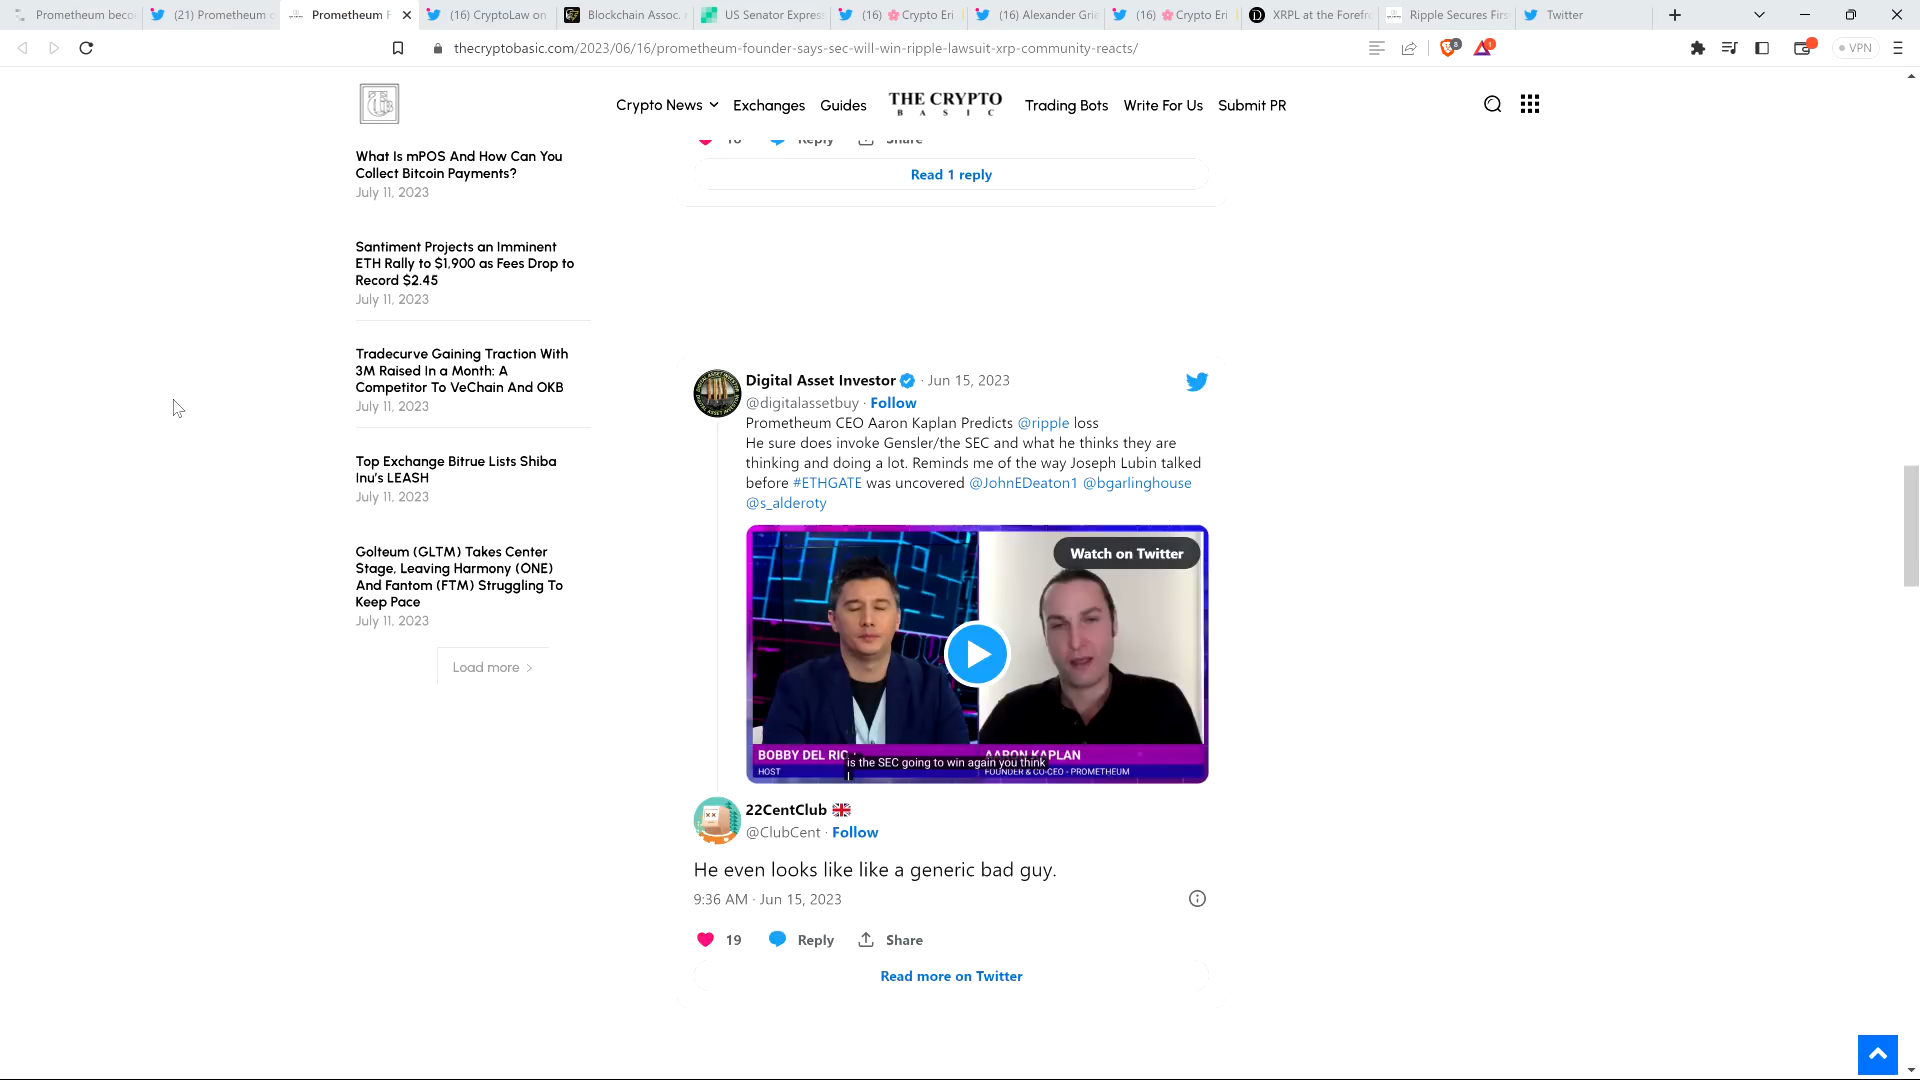 Prometheum beco
(21) Prometheum c
Prometheum F
(16) CryptoLaw on
Blockchain Assoc.
US Senator Express
(16) 🌸 Crypto Eri
(16) Alexander Grie
(16) 🌸 Crypto Eri
XRPL at the Forefro
Ripple Secures Firs
Twitter
thecryptobasic.com/2023/06/16/prometheum-founder-says-sec-will-win-ripple-lawsuit-xrp-community-reacts/
8
1
VPN
Crypto News
Exchanges
Guides
THE CRYPTO
BASIC
Trading Bots
Write For Us
Submit PR
What Is mPOS And How Can You
Collect Bitcoin Payments?
July 11, 2023
Santiment Projects an Imminent
ETH Rally to $1,900 as Fees Drop to
Record $2.45
July 11, 2023
Tradecurve Gaining Traction With
3M Raised In a Month: A
Competitor To VeChain And OKB
July 11, 2023
Top Exchange Bitrue Lists Shiba
Inu's LEASH
July 11, 2023
Golteum (GLTM) Takes Center
Stage, Leaving Harmony (ONE)
And Fantom (FTM) Struggling To
Keep Pace
July 11, 2023
Load more >
Reply Share
Read 1 reply
Digital Asset Investor · Jun 15, 2023
@digitalassetbuy · Follow
Prometheum CEO Aaron Kaplan Predicts @ripple loss
He sure does invoke Gensler/the SEC and what he thinks they are
thinking and doing a lot. Reminds me of the way Joseph Lubin talked
before #ETHGATE was uncovered @JohnEDeaton1 @bgarlinghouse
@s_alderoty
Watch on Twitter
BOBBY DEL RIO
HOST
AARON KAPLAN
FOUNDER & CO-CEO - PROMETHEUM
is the SEC going to win again you think
I
22CentClub 🇬🇧
@ClubCent · Follow
He even looks like like a generic bad guy.
9:36 AM · Jun 15, 2023
19 Reply Share
Read more on Twitter